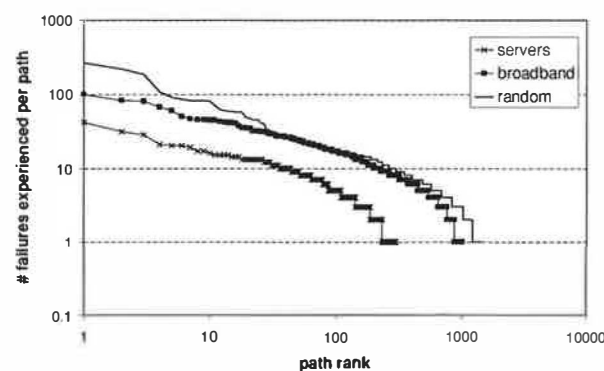 1000
100
10
1
0.1
# failures experienced per path
servers
broadband
random
1
10
100
1000
10000
path rank